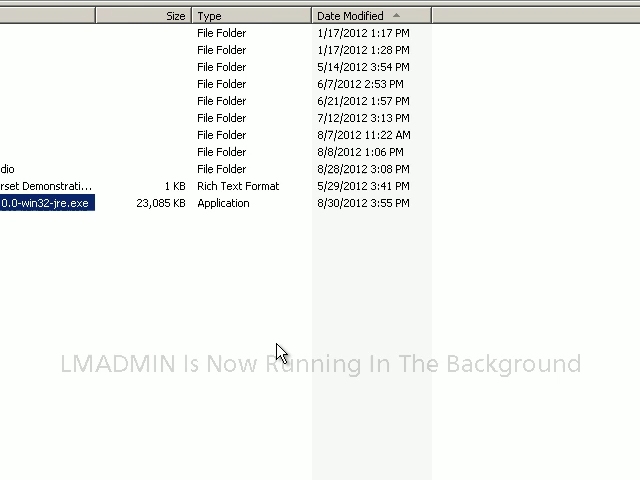 Size Type Date Modified
File Folder 1/17/2012 1:17 PM
File Folder 1/17/2012 1:28 PM
File Folder 5/14/2012 3:54 PM
File Folder 6/7/2012 2:53 PM
File Folder 6/21/2012 1:57 PM
File Folder 7/12/2012 3:13 PM
File Folder 8/7/2012 11:22 AM
File Folder 8/8/2012 1:06 PM
dio File Folder 8/28/2012 3:08 PM
rset Demonstrati... 1 KB Rich Text Format 5/29/2012 3:41 PM
0.0-win32-jre.exe 23,085 KB Application 8/30/2012 3:55 PM
LMADMIN Is Now Running In The Background